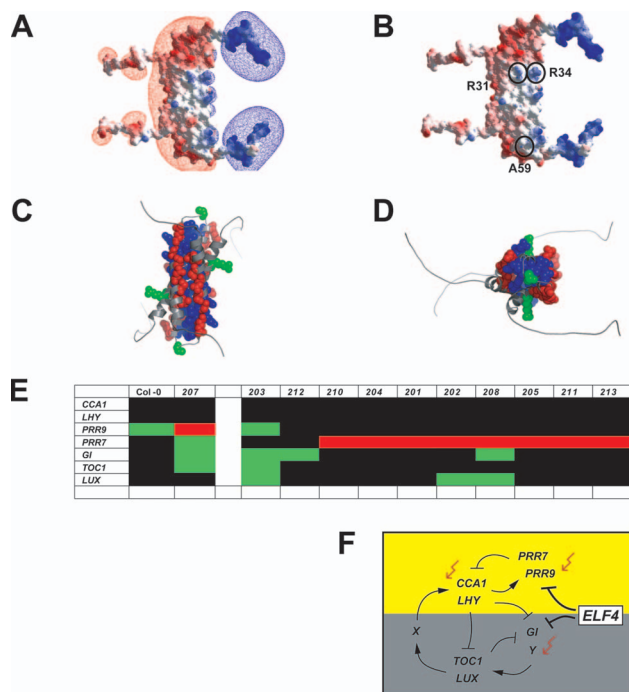 A
B
R31
R34
A59
C
D
E
Col -0 207 203 212 210 204 201 202 208 205 211 213
CCA1
LHY
PRR9
PRR7
GI
TOC1
LUX
F
PRR7
PRR9
CCA1
LHY
ELF4
X
GI
Y
TOC1
LUX